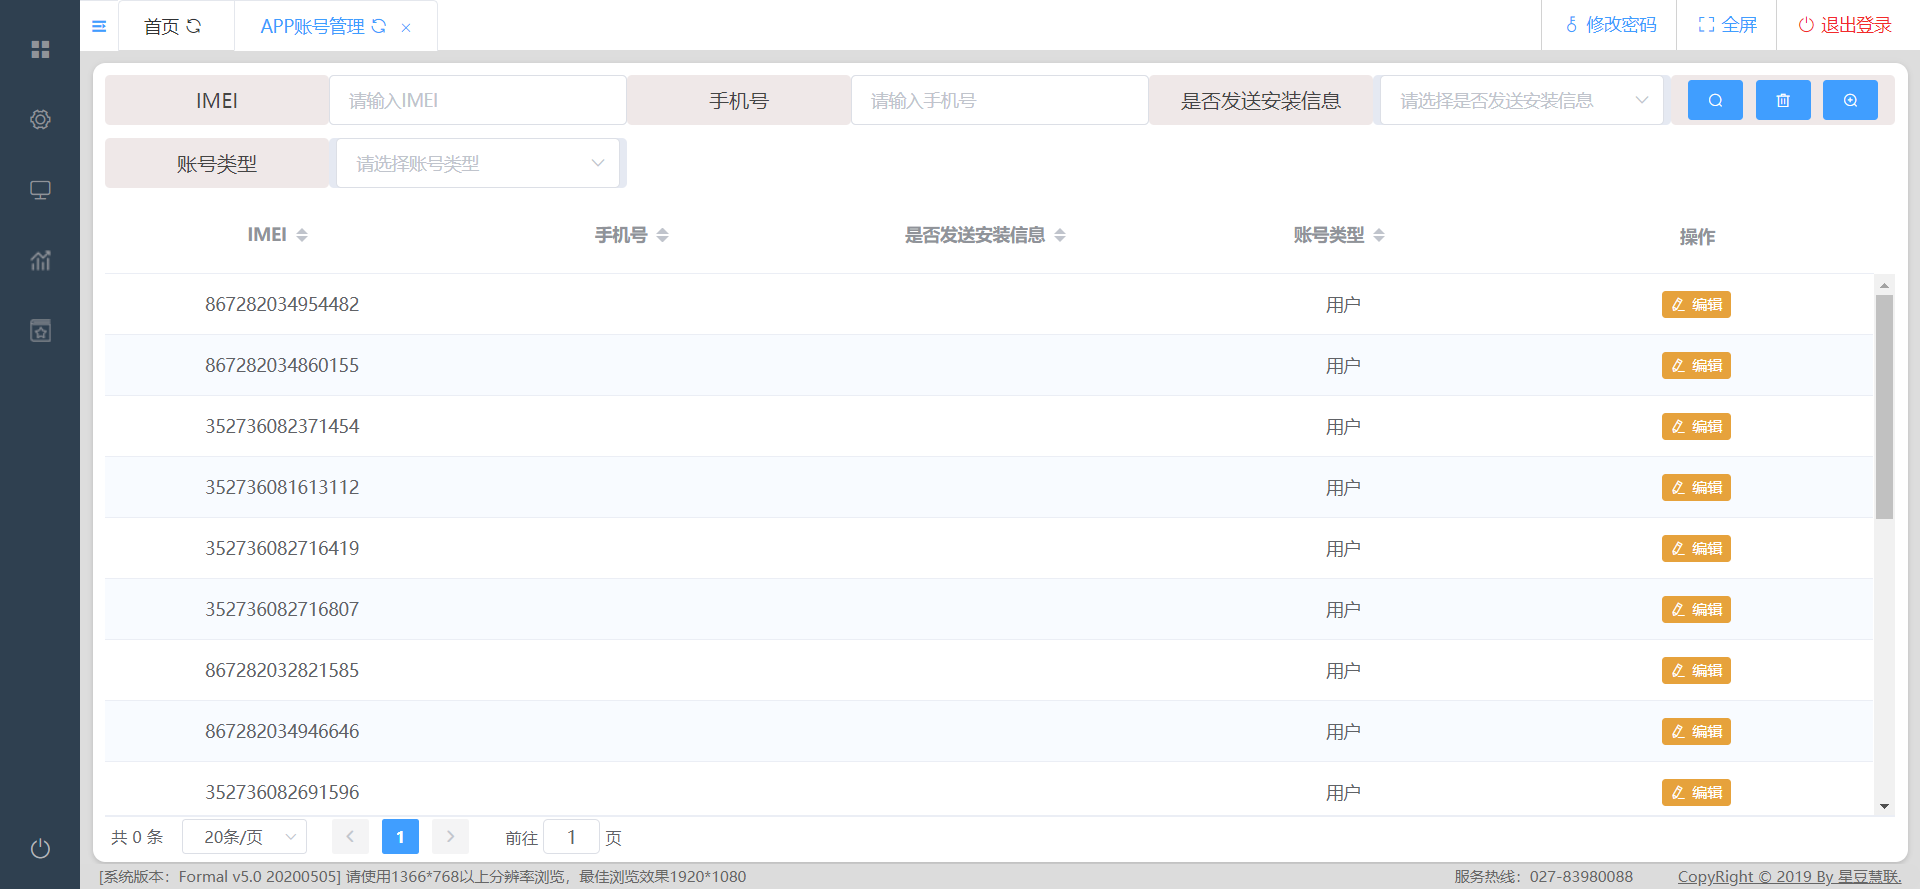 首页
APP账号管理
修改密码
全屏
退出登录
IMEI 请输入IMEI 手机号 请输入手机号 是否发送安装信息 请选择是否发送安装信息
账号类型 请选择账号类型
IMEI 手机号 是否发送安装信息 账号类型 操作
867282034954482 用户 编辑
867282034860155 用户 编辑
352736082371454 用户 编辑
352736081613112 用户 编辑
352736082716419 用户 编辑
352736082716807 用户 编辑
867282032821585 用户 编辑
867282034946646 用户 编辑
352736082691596 用户 编辑
共 0 条 20条/页 1 前往 1 页
[系统版本：Formal v5.0 20200505] 请使用1366*768以上分辨率浏览，最佳浏览效果1920*1080
服务热线：027-83980088
CopyRight © 2019 By 星豆慧联.